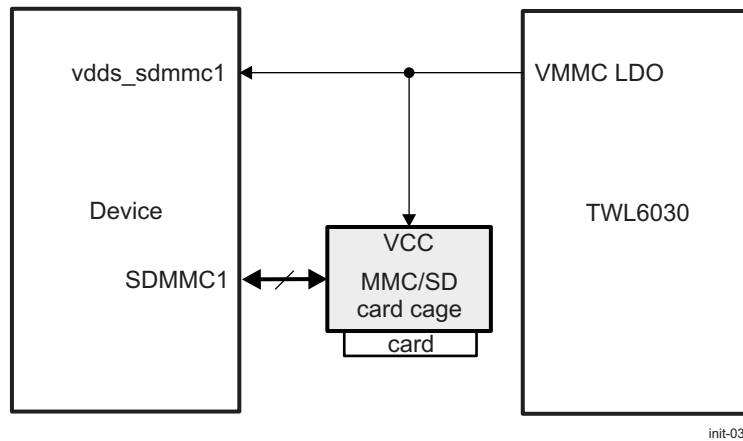 vdds_sdmmc1
VMMC LDO
Device
TWL6030
VCC
SDMMC1
MMC/SD
card cage
card
init-03